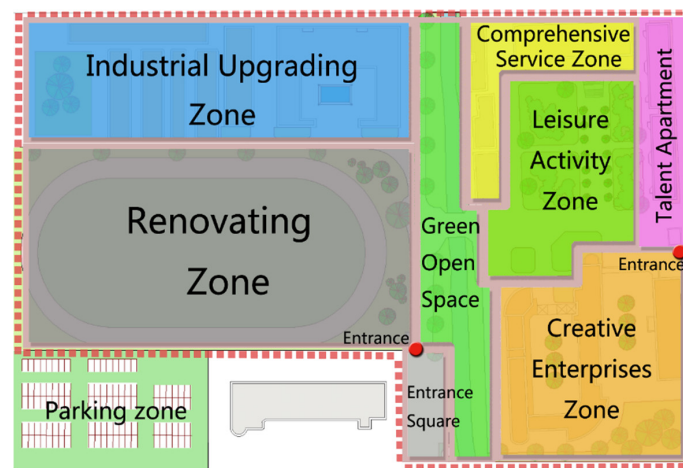 Industrial Upgrading
Zone
Comprehensive
Service Zone
Talent Apartment
Leisure
Activity
Zone
Renovating
Zone
Green
Open
Space
Entrance
Entrance
Creative
Enterprises
Zone
Entrance
Square
Parking zone